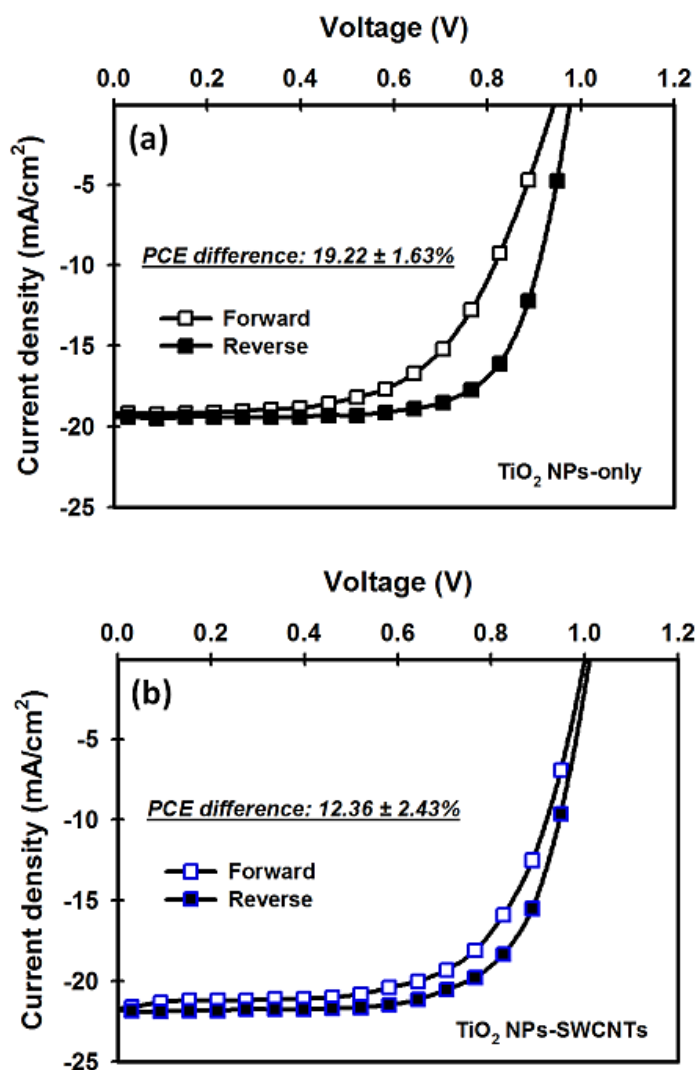 Voltage (V)
0.0 0.2 0.4 0.6 0.8 1.0 1.2
(a)
-5
PCE difference: 19.22 ± 1.63%
-10
Forward
-15
Reverse
-20
TiO2 NPs-only
-25
Current density (mA/cm2)
Voltage (V)
0.0 0.2 0.4 0.6 0.8 1.0 1.2
(b)
-5
PCE difference: 12.36 ± 2.43%
-10
Forward
-15
Reverse
-20
TiO2 NPs-SWCNTs
-25
Current density (mA/cm2)